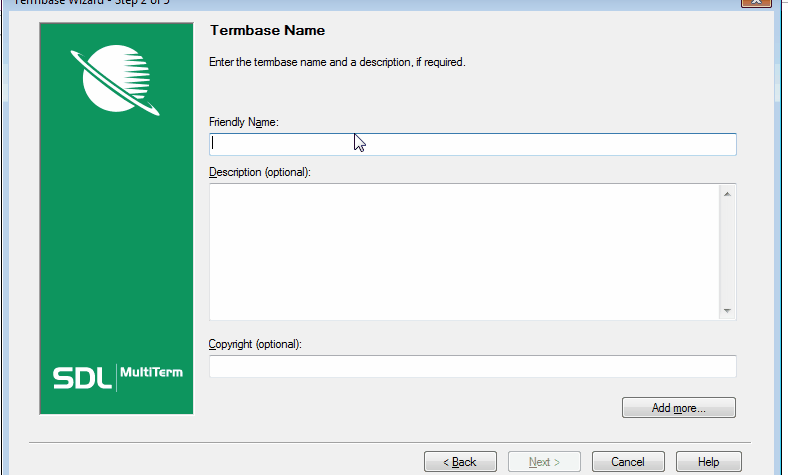 Termbase Wizard - Step 2 of 5
Termbase Name
Enter the termbase name and a description, if required.
Friendly Name:
Description (optional):
Copyright (optional):
SDL MultiTerm
Add more...
< Back
Next >
Cancel
Help